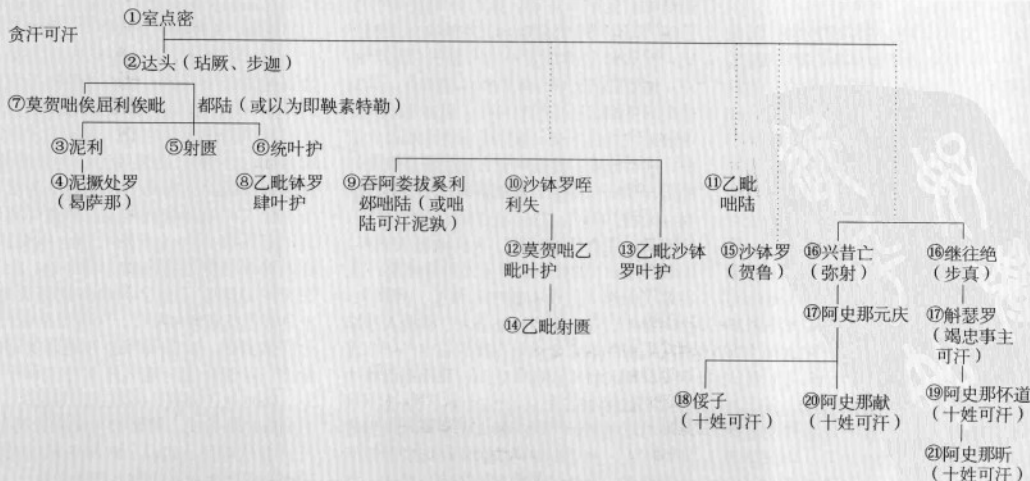 ①室点密
贪汗可汗
②达头（玷厥、步迦）
⑦莫贺咄俟屈利俟毗
都陆（或以为即鞅素特勒）
③泥利
⑤射匮
⑥统叶护
④泥撅处罗
（曷萨那）
⑧乙毗钵罗
肆叶护
⑨吞阿娄拔奚利
邲咄陆（或咄
陆可汗泥孰）
⑩沙钵罗咥
利失
⑪乙毗
咄陆
⑫莫贺咄乙
毗叶护
⑬乙毗沙钵
罗叶护
⑮沙钵罗
（贺鲁）
⑯兴昔亡
（弥射）
⑯继往绝
（步真）
⑭乙毗射匮
⑰阿史那元庆
⑰斛瑟罗
（竭忠事主
可汗）
⑱俀子
（十姓可汗）
⑳阿史那献
（十姓可汗）
⑲阿史那怀道
（十姓可汗）
㉑阿史那昕
（十姓可汗）